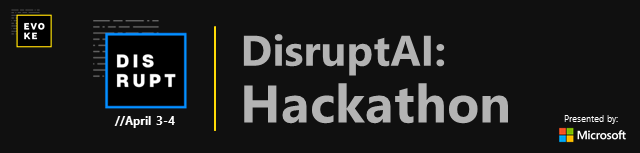 EVO
KE
DIS
RUPT
//April 3-4
DisruptAI:
Hackathon
Presented by:
Microsoft